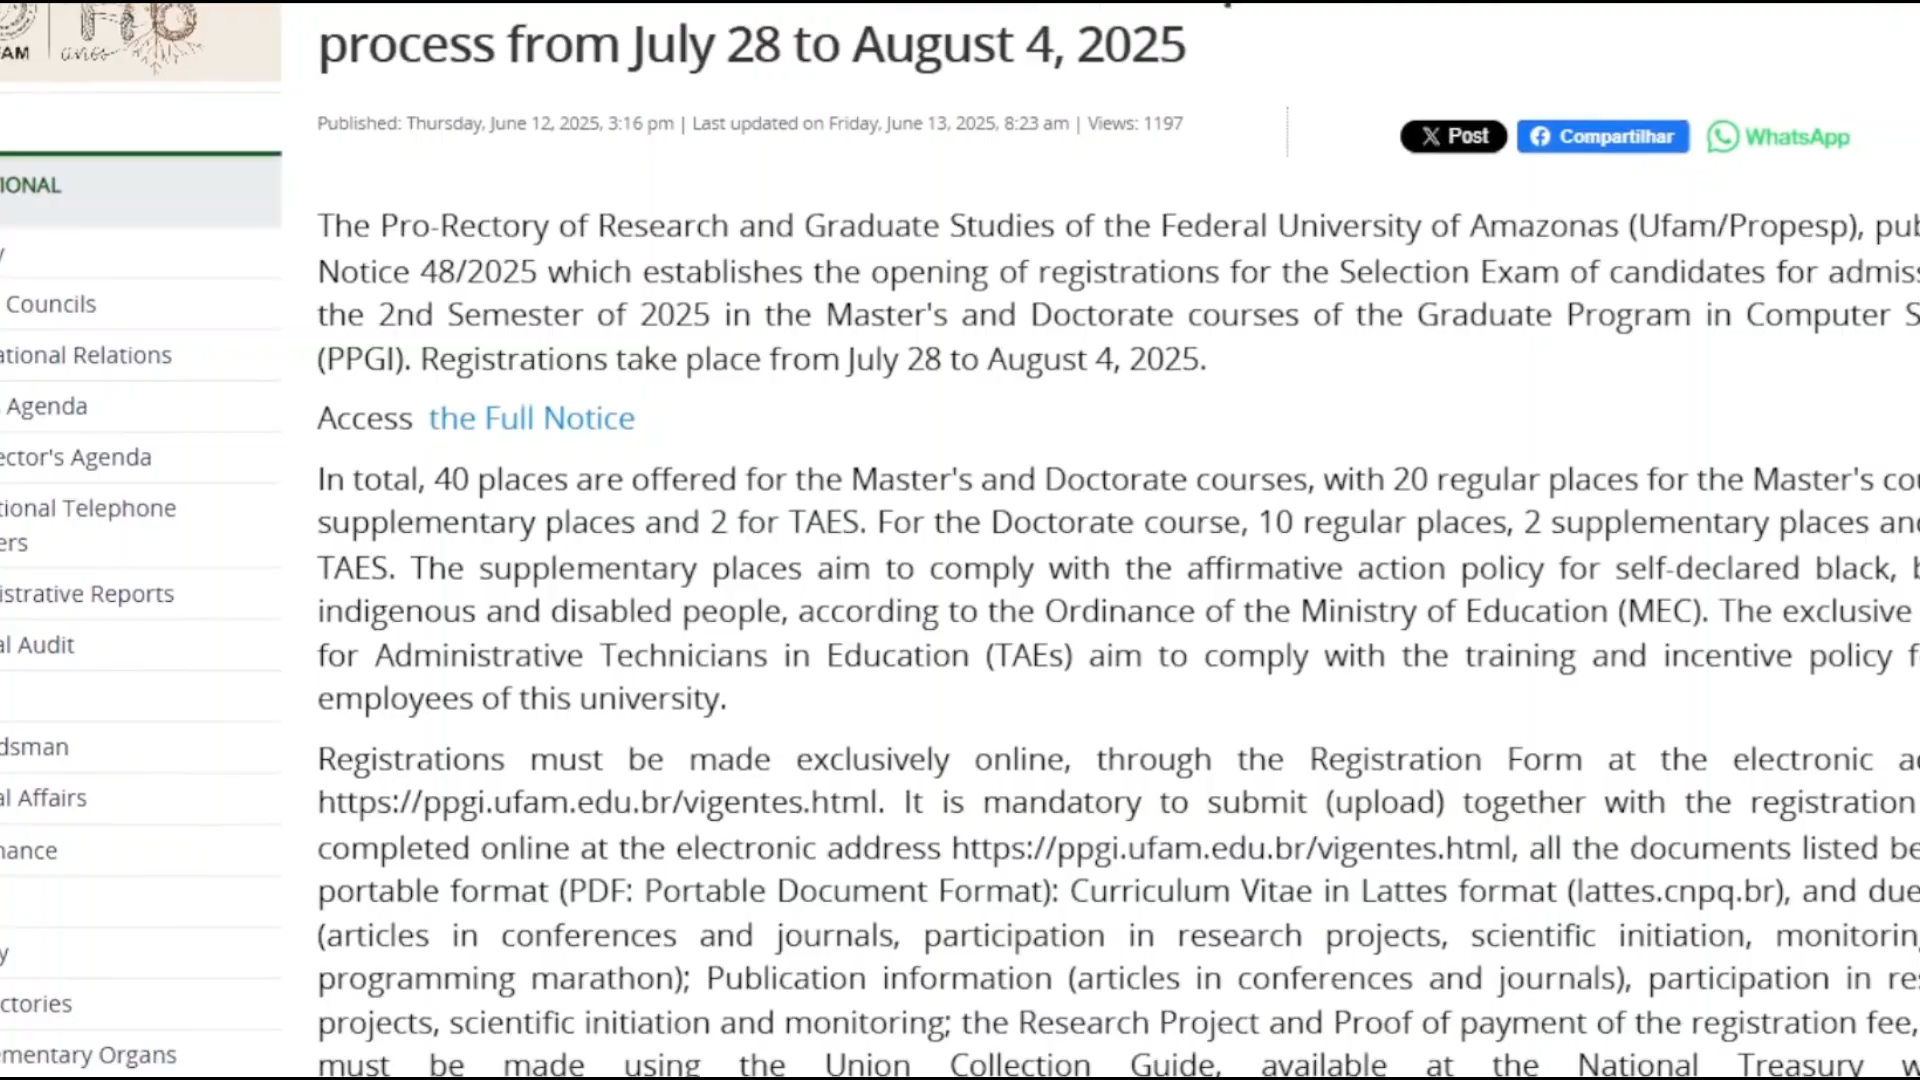 process from July 28 to August 4, 2025
Published: Thursday, June 12, 2025, 3:16 pm | Last updated on Friday, June 13, 2025, 8:23 am | Views: 1197
Post
Compartilhar
WhatsApp
The Pro-Rectory of Research and Graduate Studies of the Federal University of Amazonas (Ufam/Propesp), pub
Notice 48/2025 which establishes the opening of registrations for the Selection Exam of candidates for admiss
the 2nd Semester of 2025 in the Master's and Doctorate courses of the Graduate Program in Computer S
(PPGI). Registrations take place from July 28 to August 4, 2025.
Access the Full Notice
In total, 40 places are offered for the Master's and Doctorate courses, with 20 regular places for the Master's cou
supplementary places and 2 for TAES. For the Doctorate course, 10 regular places, 2 supplementary places and
TAES. The supplementary places aim to comply with the affirmative action policy for self-declared black, b
indigenous and disabled people, according to the Ordinance of the Ministry of Education (MEC). The exclusive
for Administrative Technicians in Education (TAEs) aim to comply with the training and incentive policy f
employees of this university.
Registrations must be made exclusively online, through the Registration Form at the electronic ad
https://ppgi.ufam.edu.br/vigentes.html. It is mandatory to submit (upload) together with the registration
completed online at the electronic address https://ppgi.ufam.edu.br/vigentes.html, all the documents listed be
portable format (PDF: Portable Document Format): Curriculum Vitae in Lattes format (lattes.cnpq.br), and due
(articles in conferences and journals, participation in research projects, scientific initiation, monitoring
programming marathon); Publication information (articles in conferences and journals), participation in res
projects, scientific initiation and monitoring; the Research Project and Proof of payment of the registration fee,
must be made using the Union Collection Guide, available at the National Treasury w
AM
IONAL
y
Councils
ational Relations
Agenda
ector's Agenda
tional Telephone
ers
istrative Reports
al Audit
dsman
al Affairs
nance
y
ctories
ementary Organs